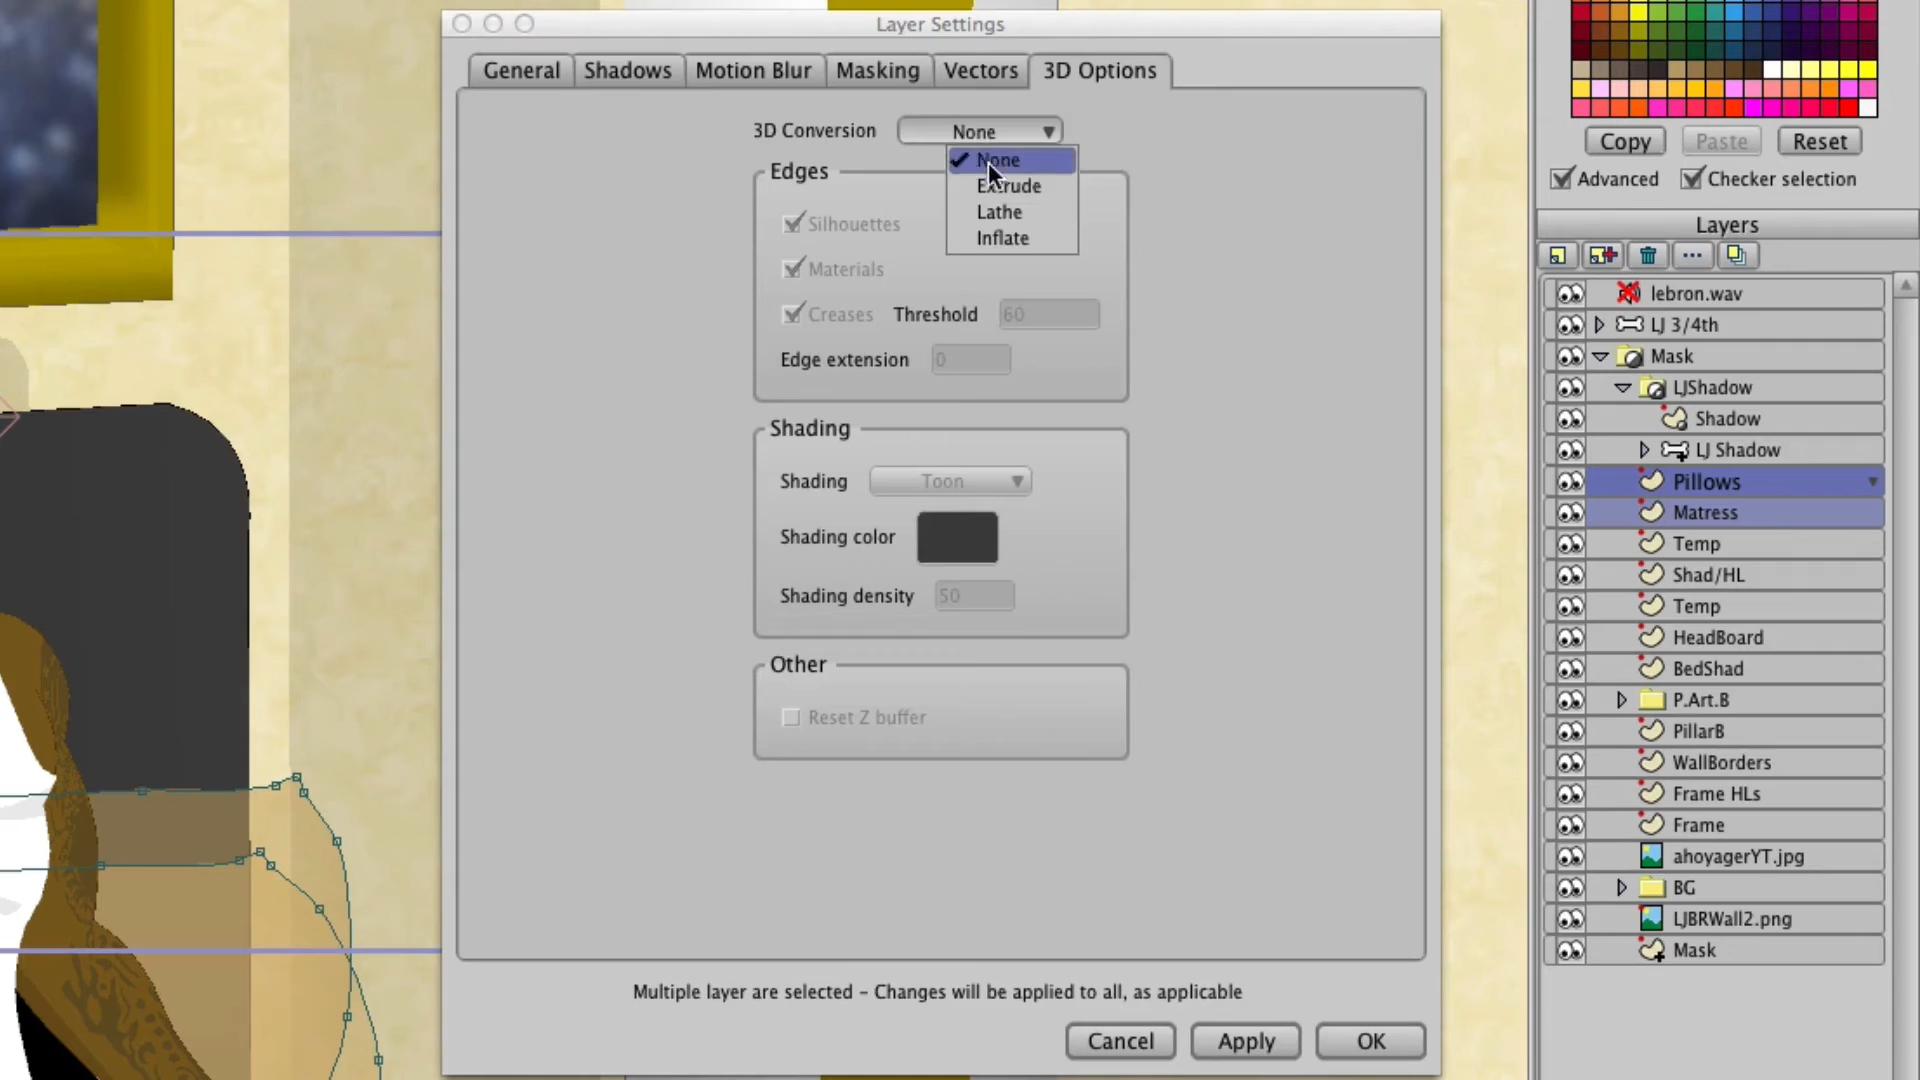 Layer Settings
General
Shadows
Motion Blur
Masking
Vectors
3D Options
3D Conversion
None
None
Extrude
Lathe
Inflate
Edges
Silhouettes
Materials
Creases
Threshold
60
Edge extension
0
Shading
Shading
Toon
Shading color
Shading density
50
Other
Reset Z buffer
Multiple layer are selected – Changes will be applied to all, as applicable
Cancel
Apply
OK
Copy
Paste
Reset
Advanced
Checker selection
Layers
lebron.wav
LJ 3/4th
Mask
LJShadow
Shadow
LJ Shadow
Pillows
Matress
Temp
Shad/HL
Temp
HeadBoard
BedShad
P.Art.B
PillarB
WallBorders
Frame HLs
Frame
ahoyagerYT.jpg
BG
LJBRWall2.png
Mask